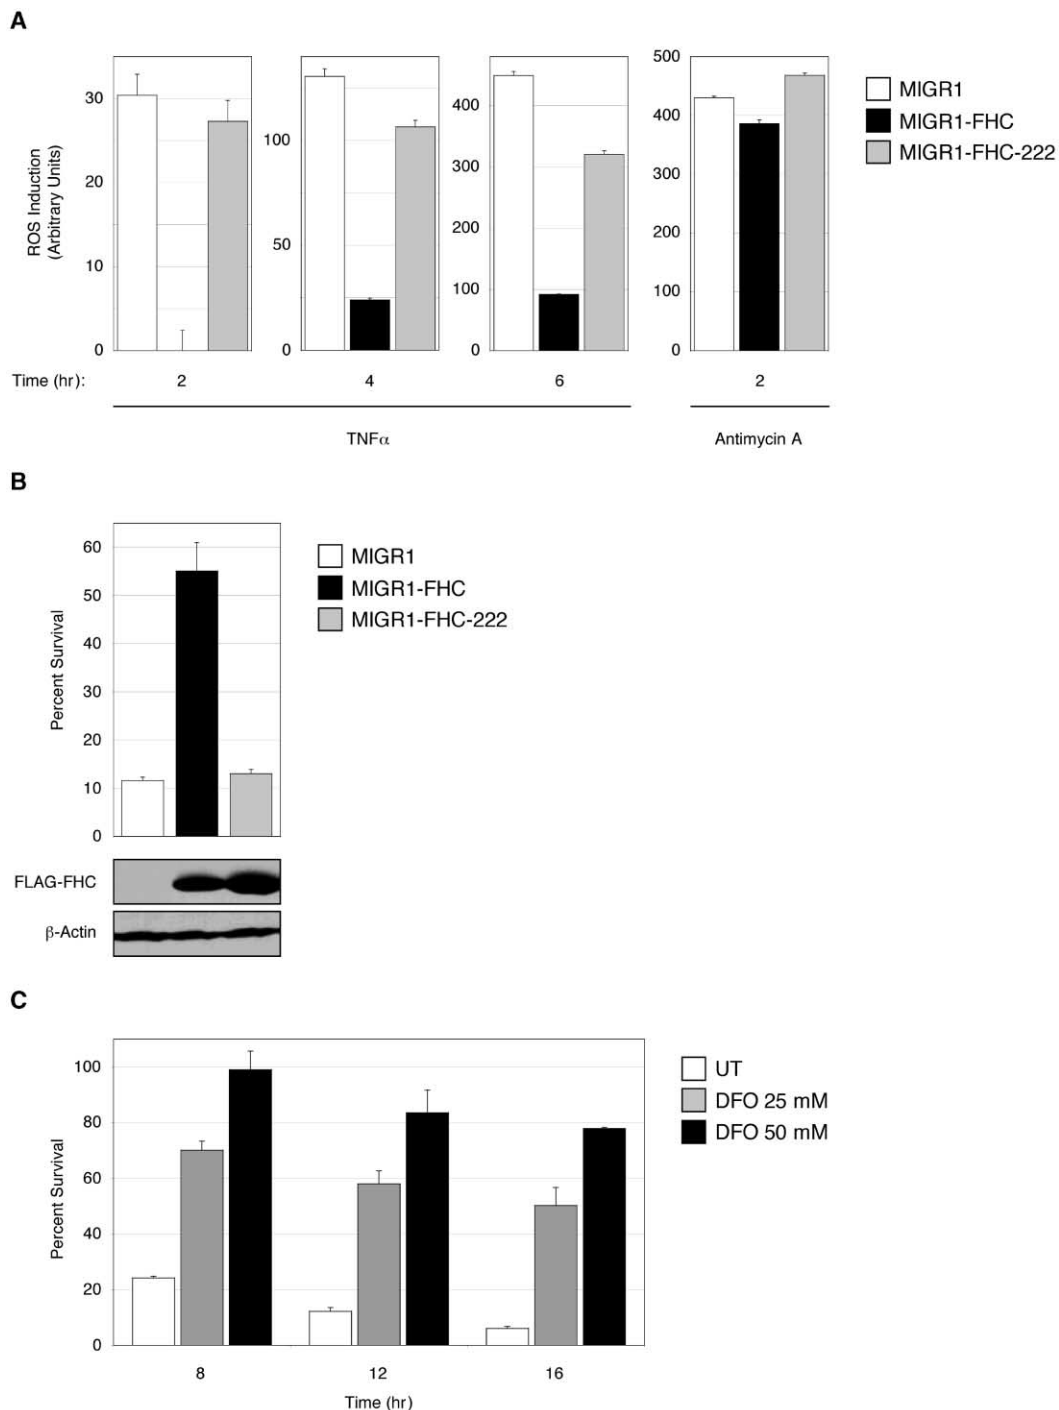 A
ROS Induction
(Arbitrary Units)
30
20
10
0
100
50
0
400
300
200
100
0
500
400
300
200
100
0
MIGR1
MIGR1-FHC
MIGR1-FHC-222
Time (hr): 2 4 6 2
TNFα Antimycin A
B
Percent Survival
60
50
40
30
20
10
0
MIGR1
MIGR1-FHC
MIGR1-FHC-222
FLAG-FHC
β-Actin
C
Percent Survival
100
80
60
40
20
0
UT
DFO 25 mM
DFO 50 mM
8 12 16
Time (hr)